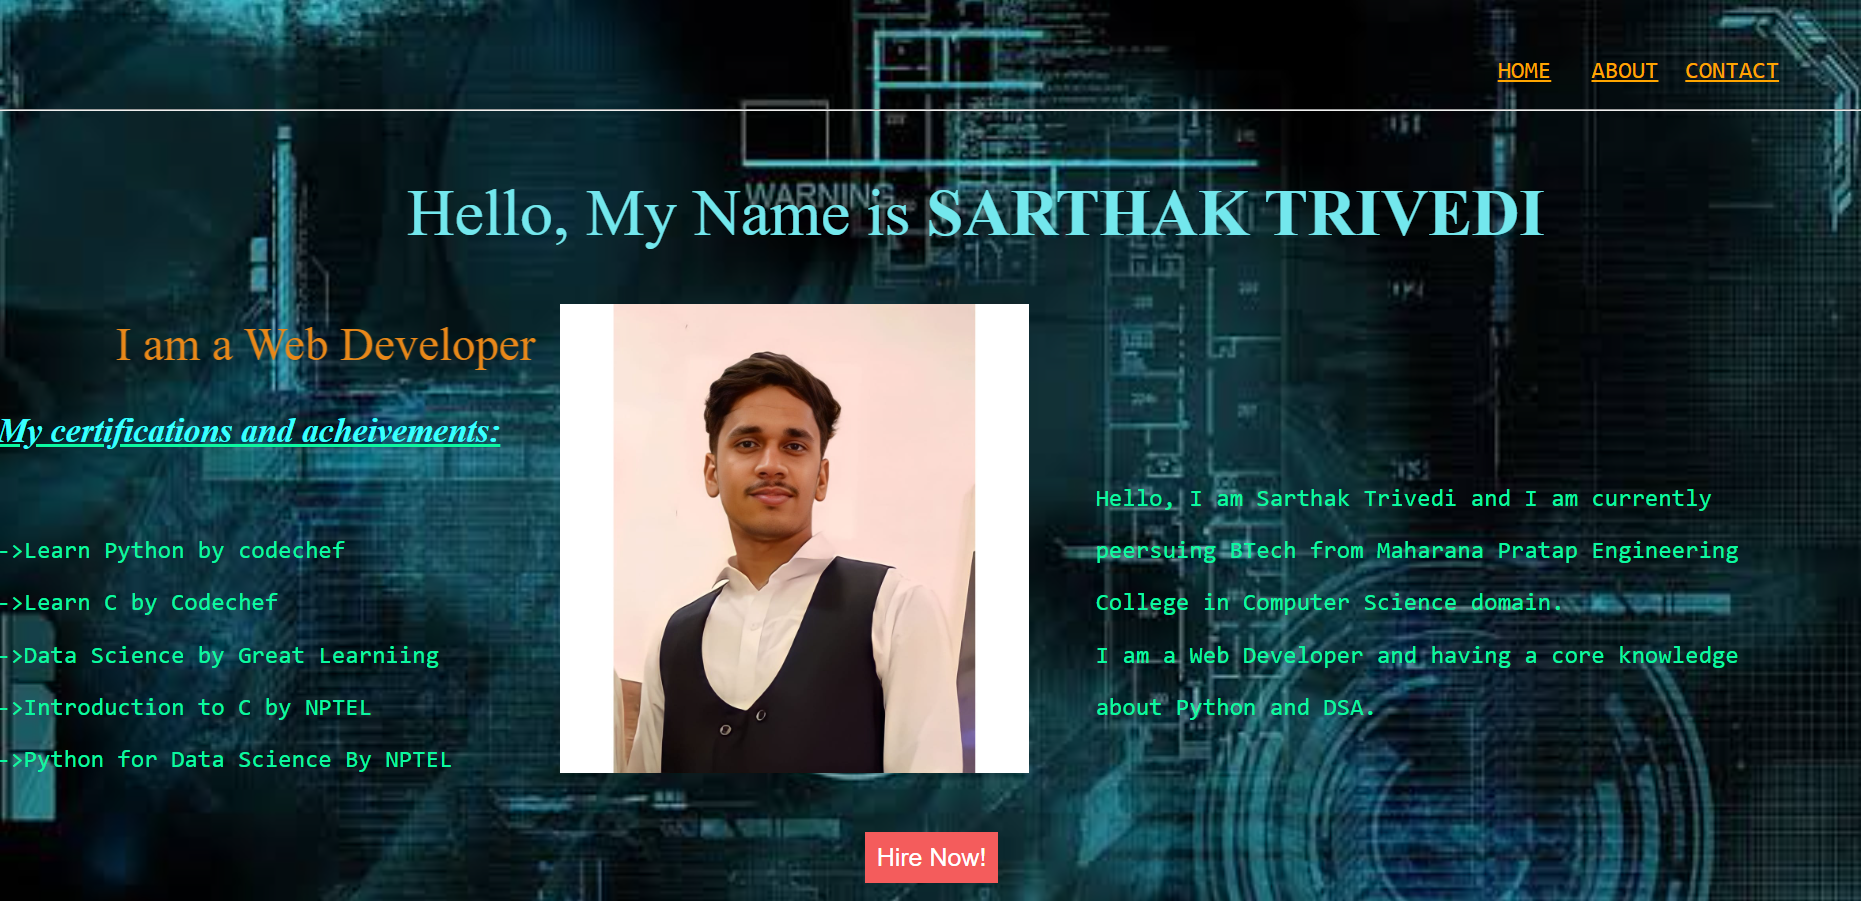 HOME ABOUT CONTACT
WARNING
Hello, My Name is SARTHAK TRIVEDI
I am a Web Developer
My certifications and acheivements:
->Learn Python by codechef
->Learn C by Codechef
->Data Science by Great Learniing
->Introduction to C by NPTEL
->Python for Data Science By NPTEL
Hello, I am Sarthak Trivedi and I am currently
peersuing BTech from Maharana Pratap Engineering
College in Computer Science domain.
I am a Web Developer and having a core knowledge
about Python and DSA.
Hire Now!